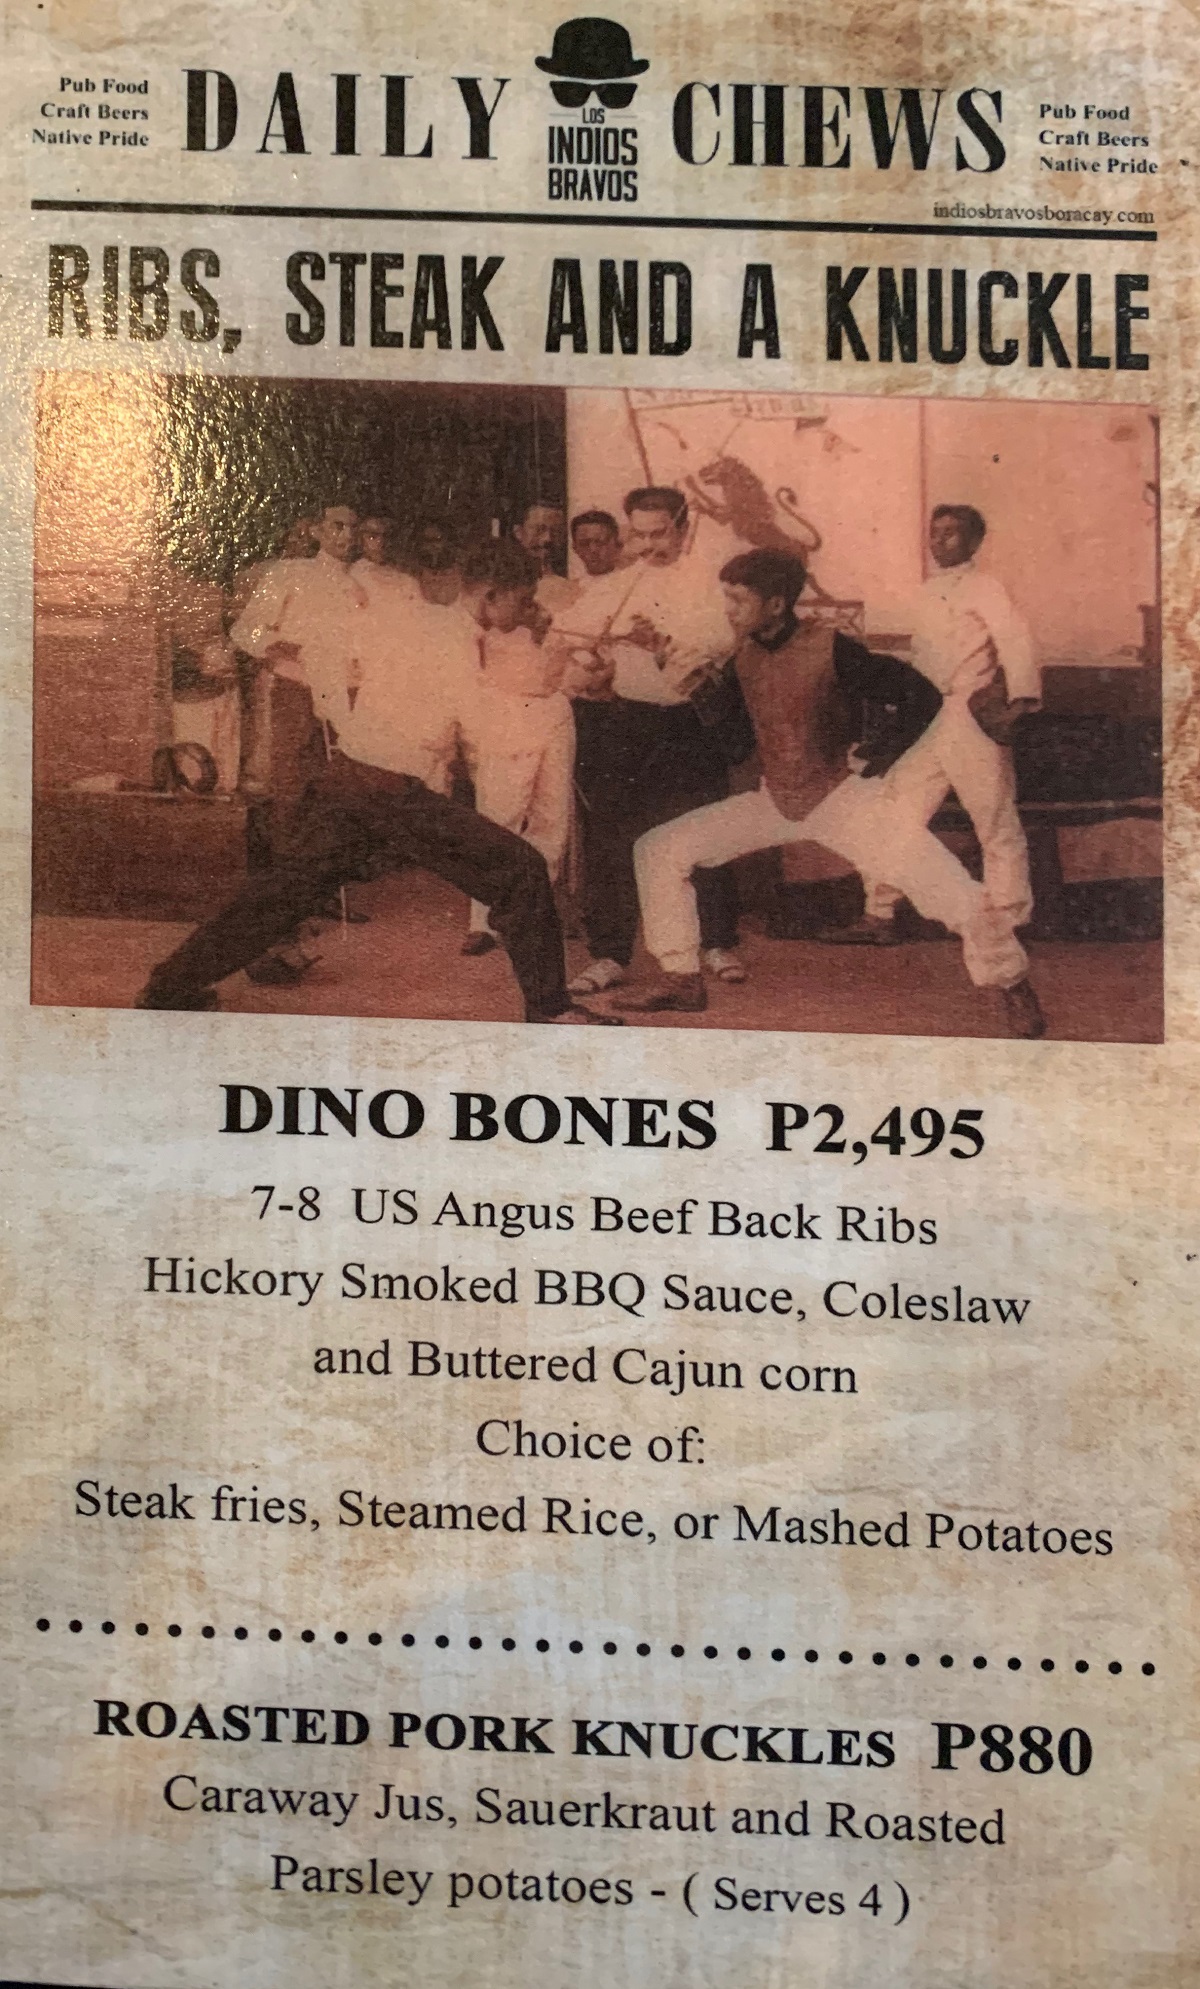 Pub Food
Craft Beers
Native Pride
DAILY
LOS
INDIOS
BRAVOS
CHEWS
Pub Food
Craft Beers
Native Pride
indiosbravosboracay.com
RIBS, STEAK AND A KNUCKLE
DINO BONES P2,495
7-8 US Angus Beef Back Ribs
Hickory Smoked BBQ Sauce, Coleslaw
and Buttered Cajun corn
Choice of:
Steak fries, Steamed Rice, or Mashed Potatoes
ROASTED PORK KNUCKLES P880
Caraway Jus, Sauerkraut and Roasted
Parsley potatoes - ( Serves 4 )